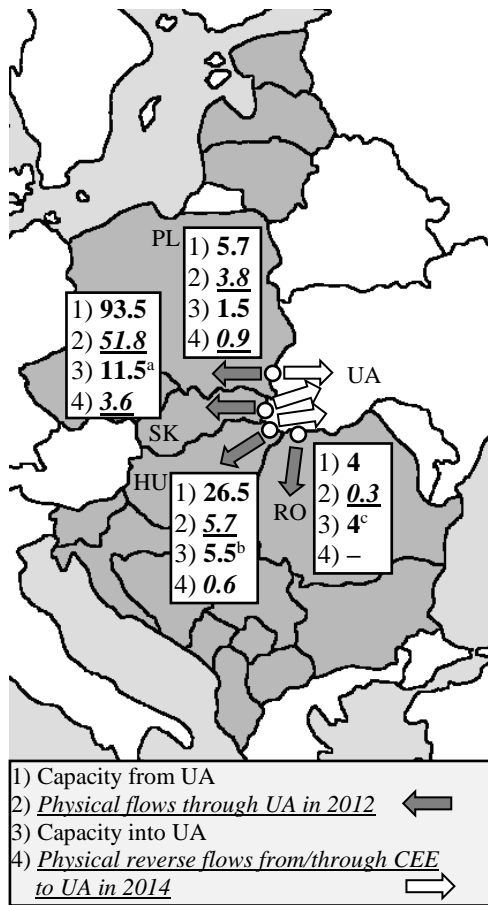 PL
1) 5.7
2) 3.8
3) 1.5
4) 0.9
1) 93.5
2) 51.8
3) 11.5ᵃ
4) 3.6
UA
SK
HU
1) 26.5
2) 5.7
3) 5.5ᵇ
4) 0.6
RO
1) 4
2) 0.3
3) 4ᶜ
4) –
1) Capacity from UA
2) Physical flows through UA in 2012
3) Capacity into UA
4) Physical reverse flows from/through CEE
to UA in 2014